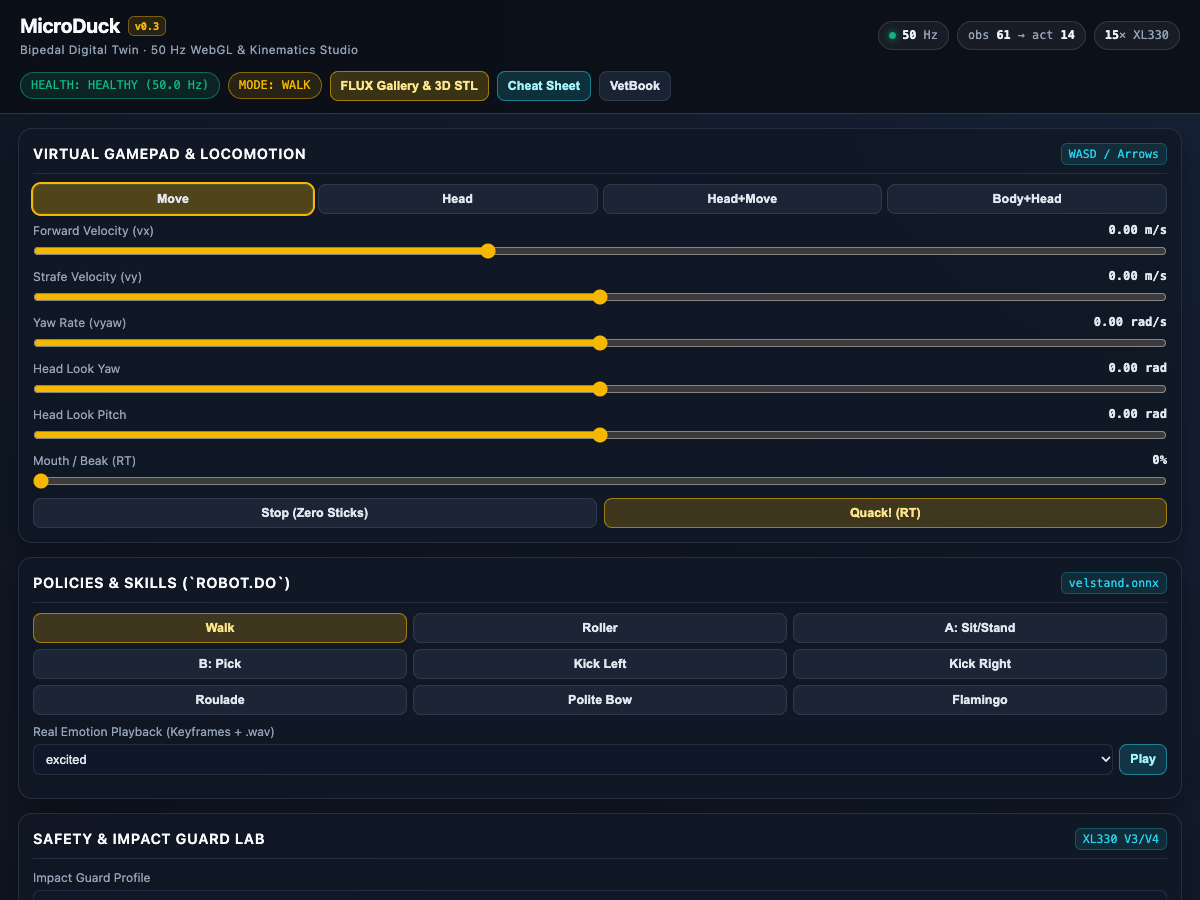 MicroDuck v0.3
Bipedal Digital Twin · 50 Hz WebGL & Kinematics Studio
50 Hz
obs 61 → act 14
15× XL330
HEALTH: HEALTHY (50.0 Hz)
MODE: WALK
FLUX Gallery & 3D STL
Cheat Sheet
VetBook
VIRTUAL GAMEPAD & LOCOMOTION
WASD / Arrows
Move
Head
Head+Move
Body+Head
Forward Velocity (vx)
0.00 m/s
Strafe Velocity (vy)
0.00 m/s
Yaw Rate (vyaw)
0.00 rad/s
Head Look Yaw
0.00 rad
Head Look Pitch
0.00 rad
Mouth / Beak (RT)
0%
Stop (Zero Sticks)
Quack! (RT)
POLICIES & SKILLS (`ROBOT.DO`)
velstand.onnx
Walk
Roller
A: Sit/Stand
B: Pick
Kick Left
Kick Right
Roulade
Polite Bow
Flamingo
Real Emotion Playback (Keyframes + .wav)
excited
Play
SAFETY & IMPACT GUARD LAB
XL330 V3/V4
Impact Guard Profile